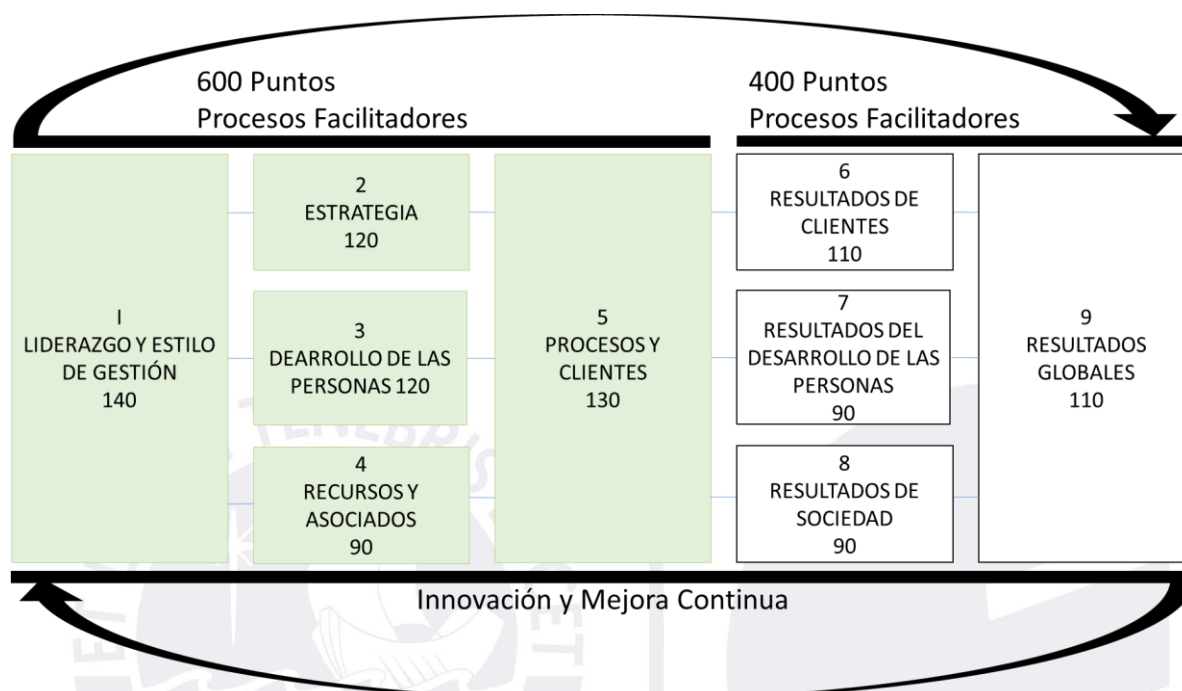 600 Puntos
Procesos Facilitadores
400 Puntos
Procesos Facilitadores
I
LIDERAZGO Y ESTILO
DE GESTIÓN
140
2
ESTRATEGIA
120
3
DEARROLLO DE LAS
PERSONAS 120
4
RECURSOS Y
ASOCIADOS
90
5
PROCESOS Y
CLIENTES
130
6
RESULTADOS DE
CLIENTES
110
7
RESULTADOS DEL
DESARROLLO DE LAS
PERSONAS
90
8
RESULTADOS DE
SOCIEDAD
90
9
RESULTADOS
GLOBALES
110
Innovación y Mejora Continua
TENEBRIS
ET